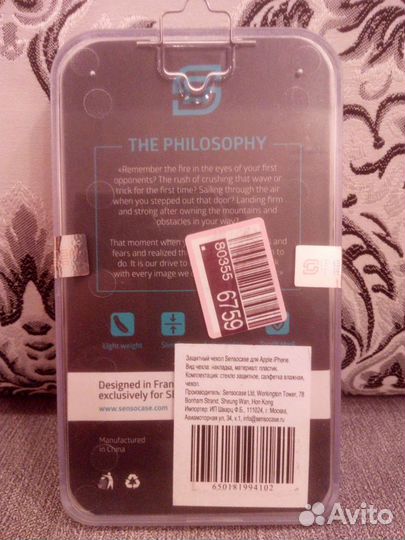 THE PHILOSOPHY
«Remember the fire in the eyes of your first
opponents? The rush of crushing that wave or
trick for the first time? Sailing through the air
when you stepped out that door? Landing firm
and strong after owning the mountains and
obstacles in your way?
That moment when you
and
fears and realized th
to
do. It is our drive to
with every image we
80355
6759
Light weight
Slim
Designed in Fran
exclusively for S
www.sensocase.com
Manufactured
in China
Защитный чехол Sensocase для Apple iPhone.
Вид чехла: накладка, материал: пластик.
Комплектация: стекло защитное, салфетка влажная,
чехол.
Производитель: Sensocase Ltd, Workington Tower, 78
Bonham Strand, Sheung Wan, Hon Kong
Импортер: ИП Шварц Ф.Б., 111024, г. Москва,
Авиамоторная ул, 34, к.1, info@sensocase.ru
650181994102
Avito